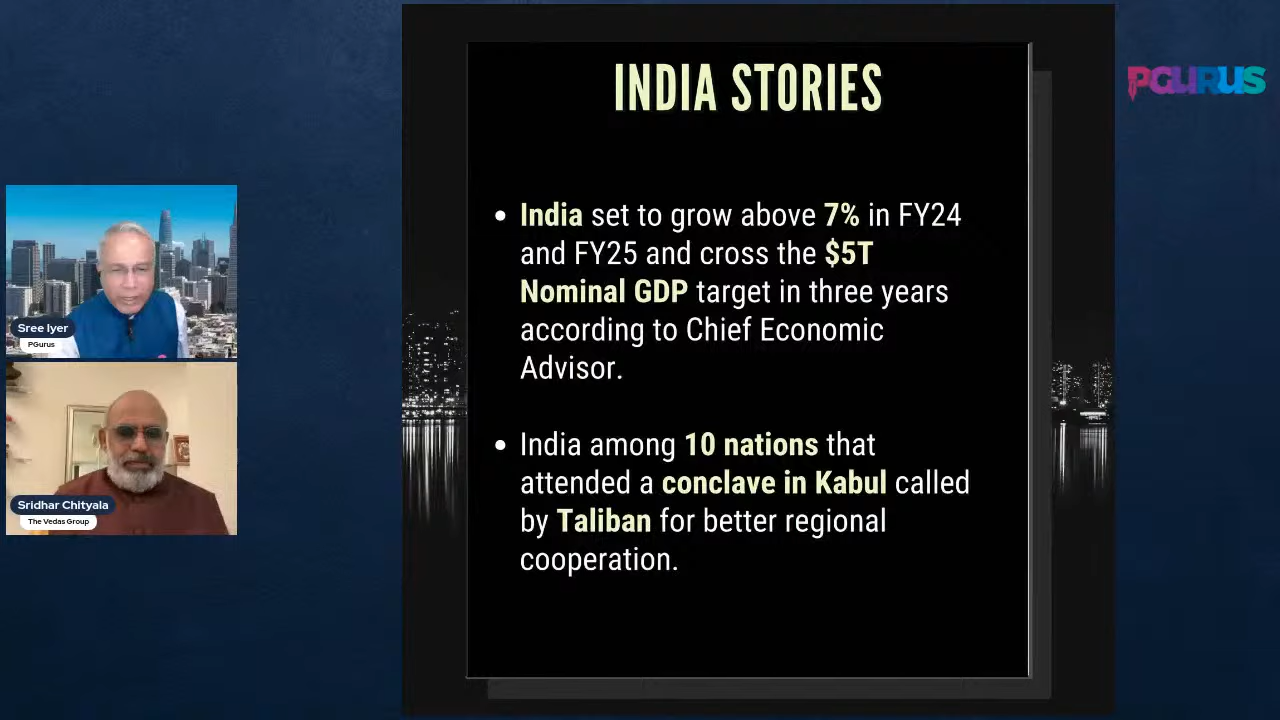 INDIA STORIES
PGURUS
• India set to grow above 7% in FY24
and FY25 and cross the $5T
Nominal GDP target in three years
according to Chief Economic
Advisor.
• India among 10 nations that
attended a conclave in Kabul called
by Taliban for better regional
cooperation.
Sree Iyer
PGurus
Sridhar Chityala
The Vedas Group